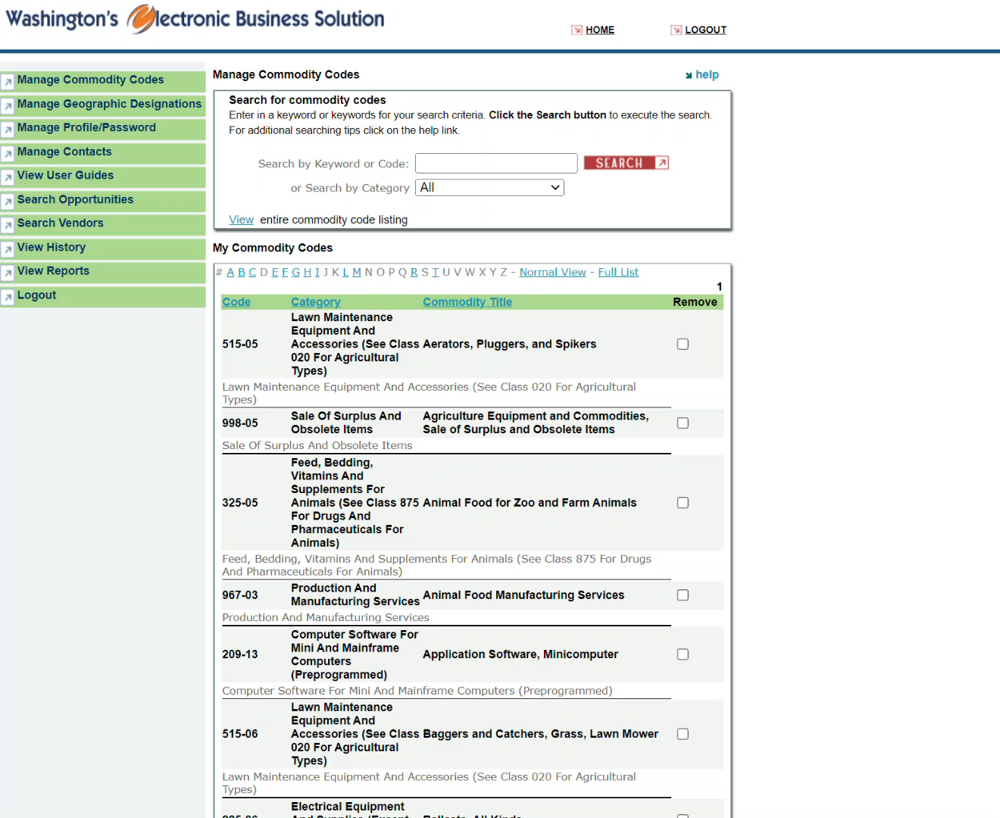 Washington's electronic Business Solution
HOME
LOGOUT
Manage Commodity Codes
Manage Geographic Designations
Manage Profile/Password
Manage Contacts
View User Guides
Search Opportunities
Search Vendors
View History
View Reports
Logout
Manage Commodity Codes
help
Search for commodity codes
Enter in a keyword or keywords for your search criteria. Click the Search button to execute the search.
For additional searching tips click on the help link.
Search by Keyword or Code:
SEARCH
or Search by Category All
View entire commodity code listing
My Commodity Codes
# A B C D E F G H I J K L M N O P Q R S T U V W X Y Z - Normal View - Full List
1
Code Category Commodity Title Remove
Lawn Maintenance
Equipment And
515-05 Accessories (See Class Aerators, Pluggers, and Spikers
020 For Agricultural
Types)
Lawn Maintenance Equipment And Accessories (See Class 020 For Agricultural
Types)
998-05
Sale Of Surplus And Agriculture Equipment and Commodities,
Obsolete Items Sale of Surplus and Obsolete Items
Sale Of Surplus And Obsolete Items
Feed, Bedding,
Vitamins And
Supplements For
325-05 Animals (See Class 875 Animal Food for Zoo and Farm Animals
For Drugs And
Pharmaceuticals For
Animals)
Feed, Bedding, Vitamins And Supplements For Animals (See Class 875 For Drugs
And Pharmaceuticals For Animals)
967-03
Production And
Manufacturing Services Animal Food Manufacturing Services
Production And Manufacturing Services
Computer Software For
Mini And Mainframe
209-13 Application Software, Minicomputer
Computers
(Preprogrammed)
Computer Software For Mini And Mainframe Computers (Preprogrammed)
Lawn Maintenance
Equipment And
515-06 Accessories (See Class Baggers and Catchers, Grass, Lawn Mower
020 For Agricultural
Types)
Lawn Maintenance Equipment And Accessories (See Class 020 For Agricultural
Types)
Electrical Equipment